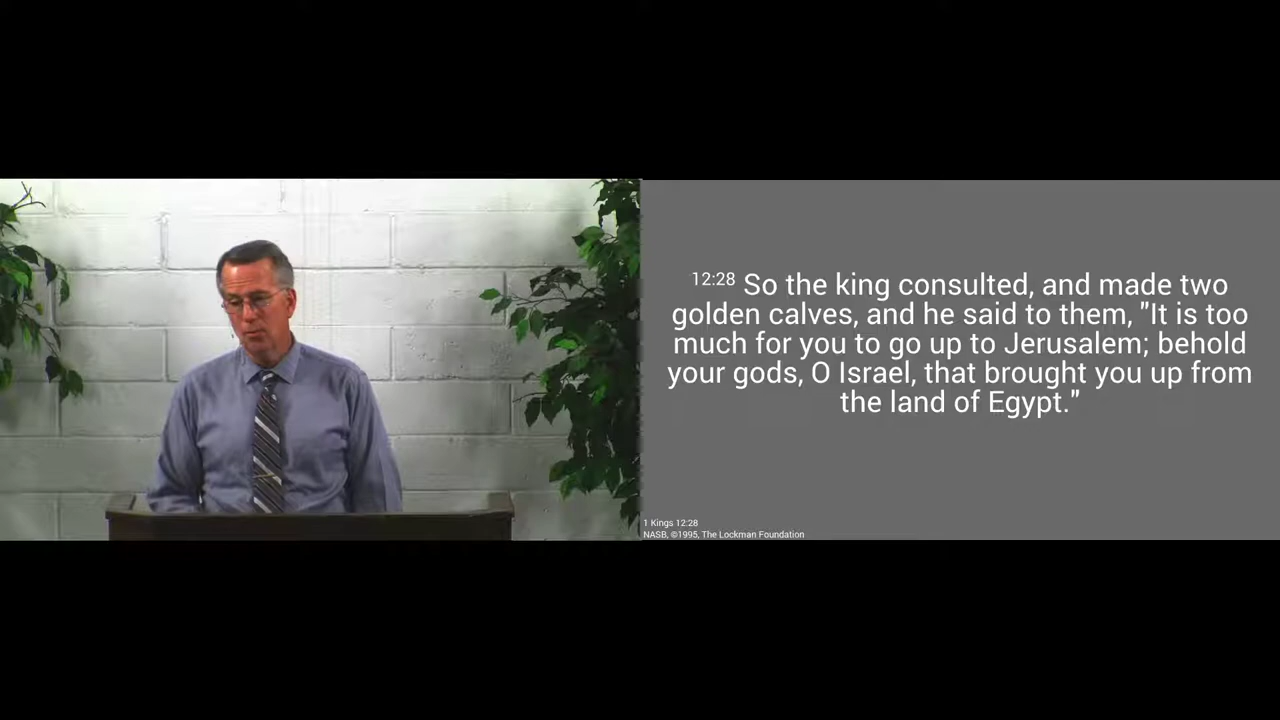 12:28 So the king consulted, and made two
golden calves, and he said to them, "It is too
much for you to go up to Jerusalem; behold
your gods, O Israel, that brought you up from
the land of Egypt."
1 Kings 12:28
NASB, ©1995, The Lockman Foundation